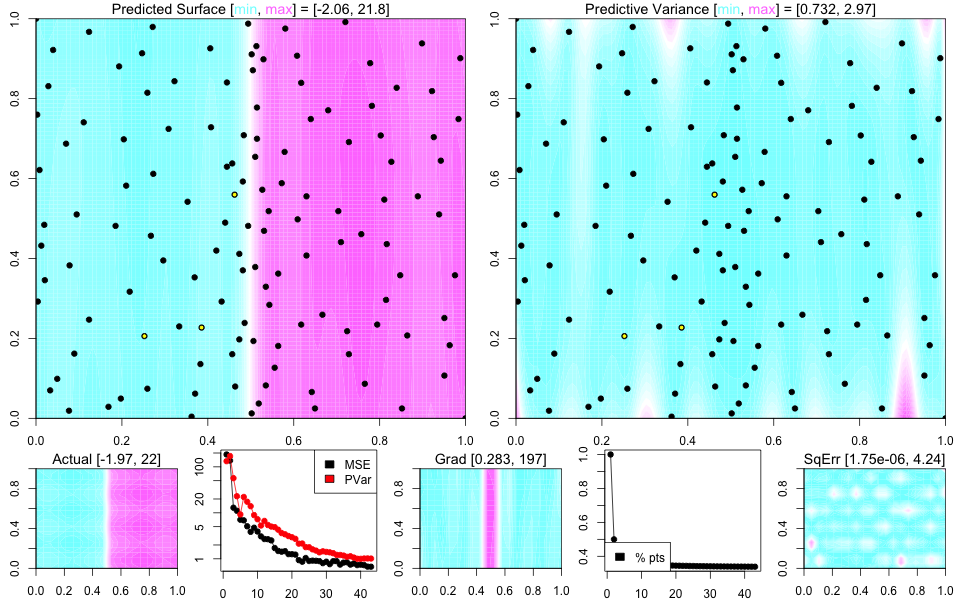 Predicted Surface [min, max] = [-2.06, 21.8]
Predictive Variance [min, max] = [0.732, 2.97]
1.0
0.8
0.6
0.4
0.2
0.0
0.0 0.2 0.4 0.6 0.8 1.0
1.0
0.8
0.6
0.4
0.2
0.0
0.0 0.2 0.4 0.6 0.8 1.0
Actual [-1.97, 22]
0.8
0.4
0.0
0.0 0.2 0.4 0.6 0.8 1.0
MSE
PVar
100
20
5
1
0 10 20 30 40
Grad [0.283, 197]
0.8
0.4
0.0
0.0 0.2 0.4 0.6 0.8 1.0
1.0
0.8
0.6
0.4
% pts
0 10 20 30 40
SqErr [1.75e-06, 4.24]
0.8
0.4
0.0
0.0 0.2 0.4 0.6 0.8 1.0